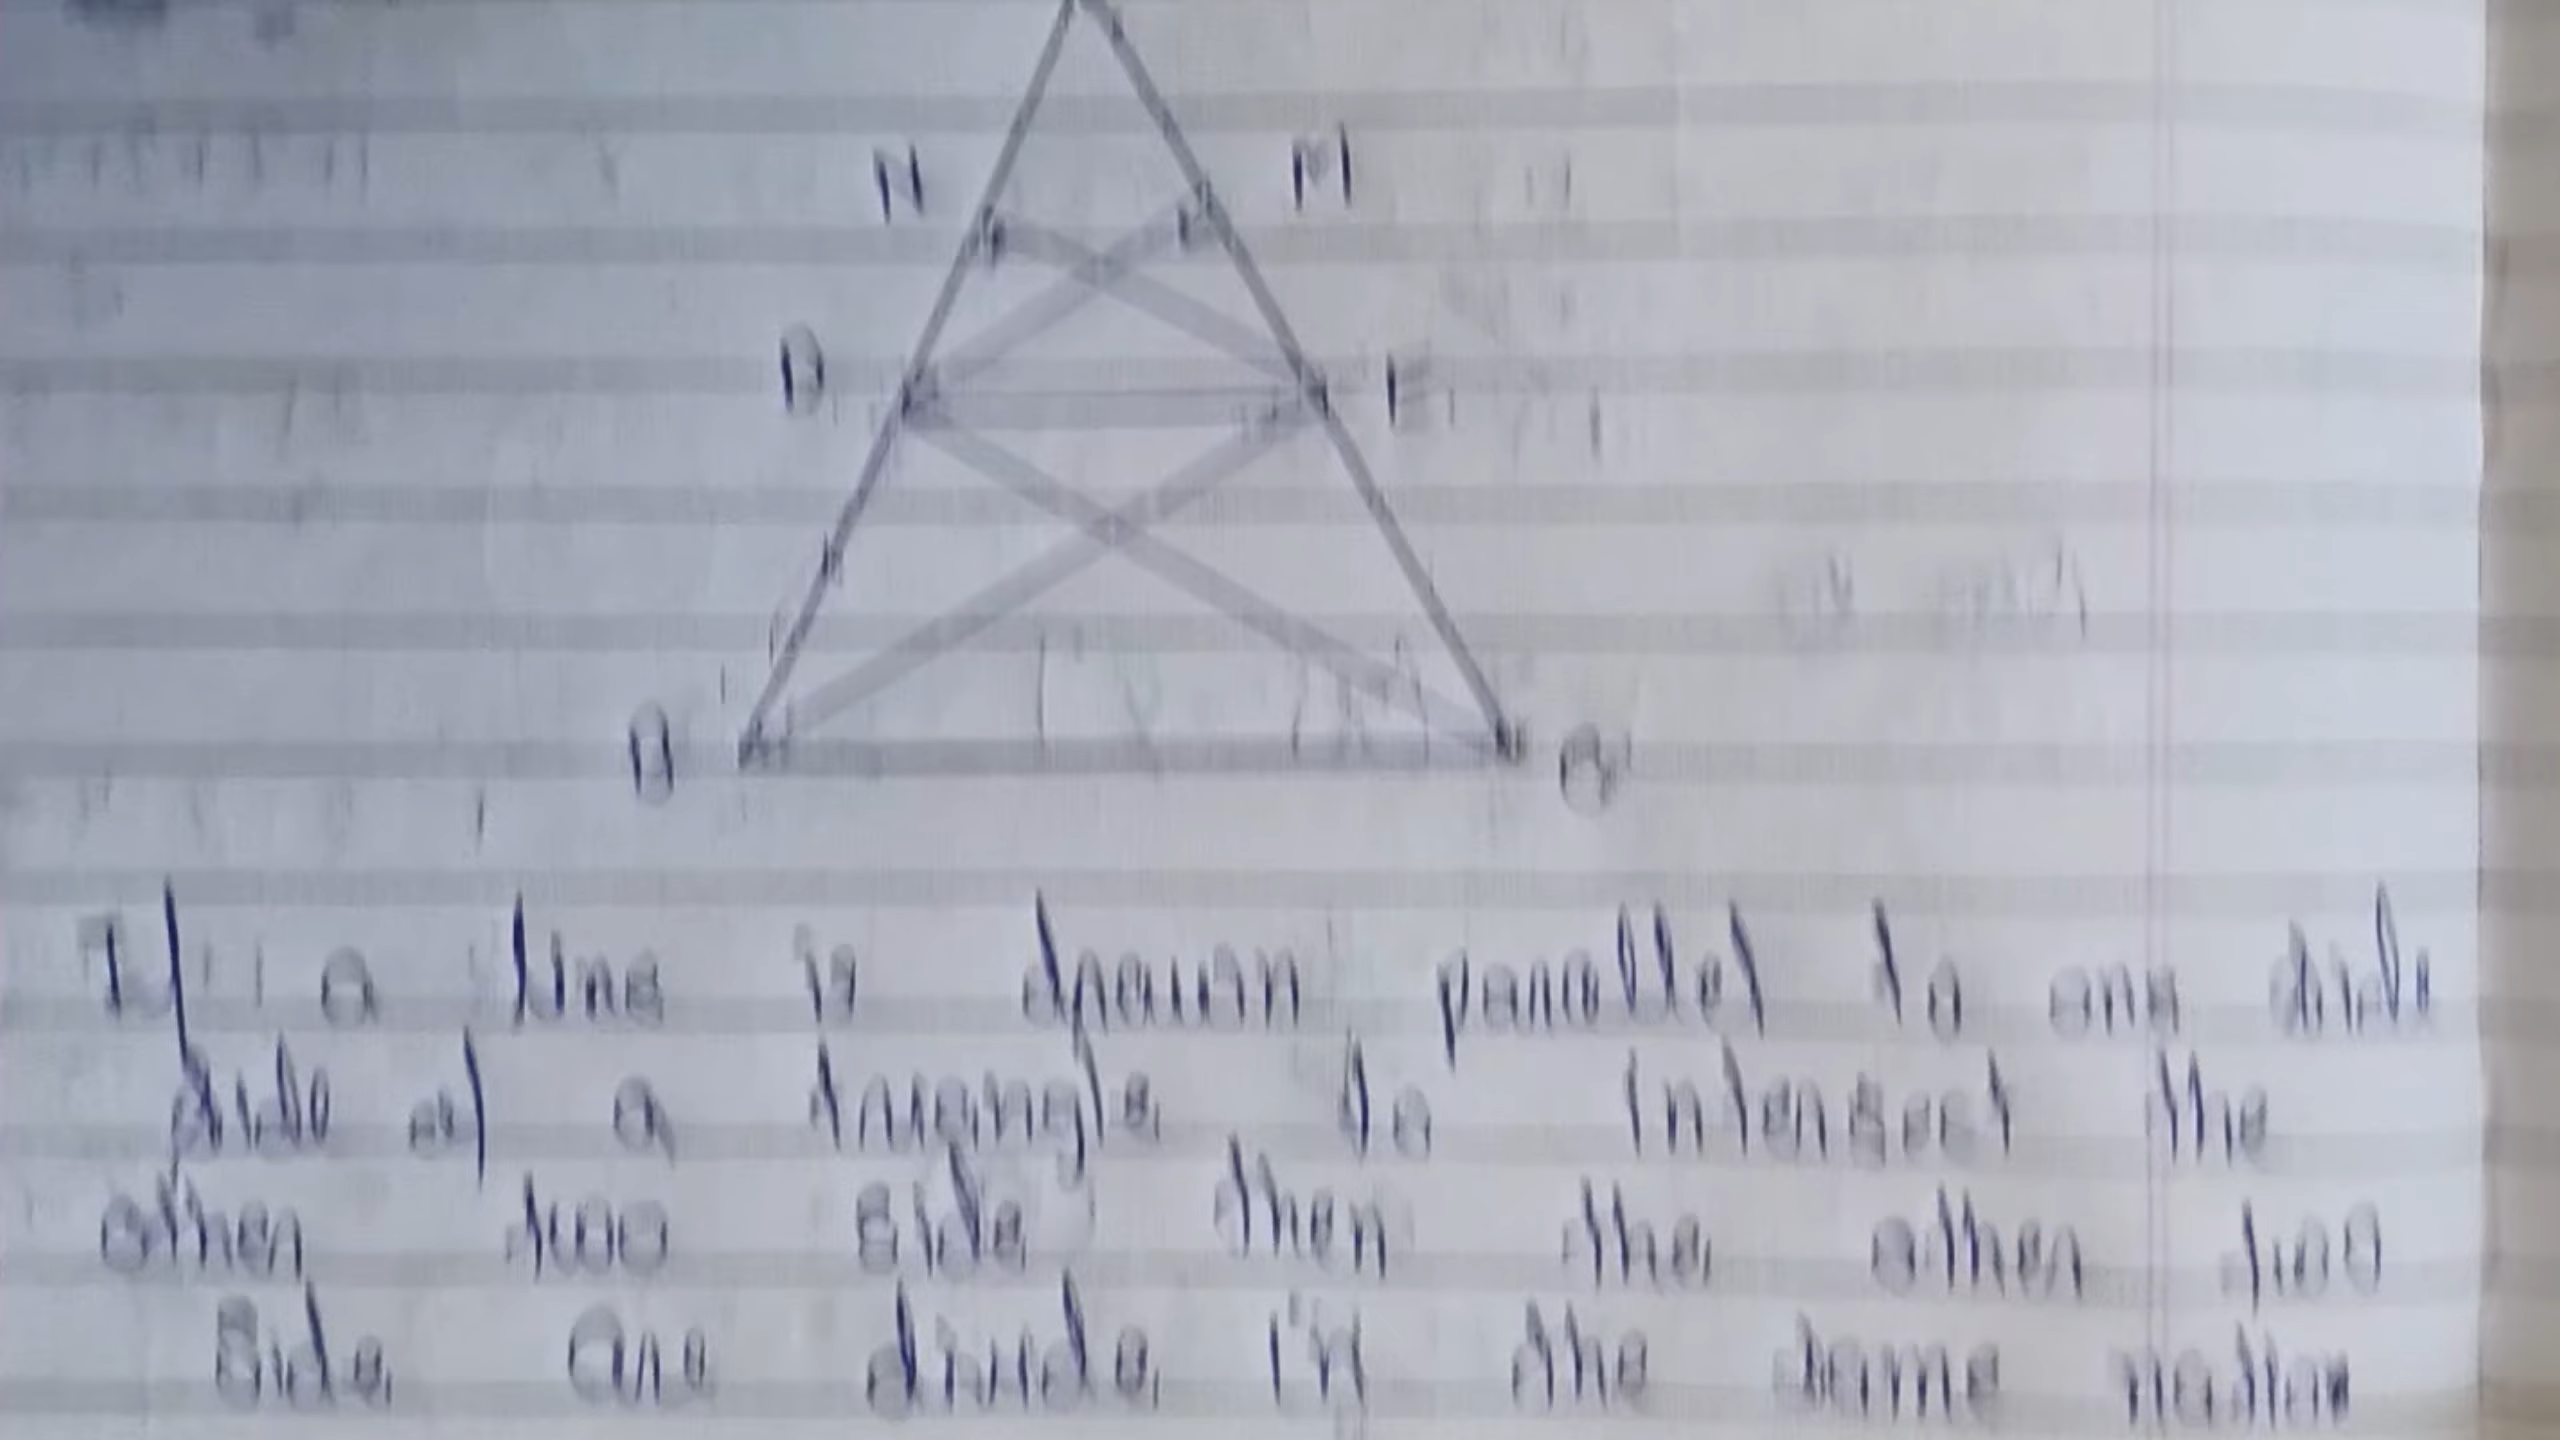 N M
D E
B C
If a line is drawn parallel to one side
side of a triangle to intersect the
other two side then the other two
side are divide in the same ration